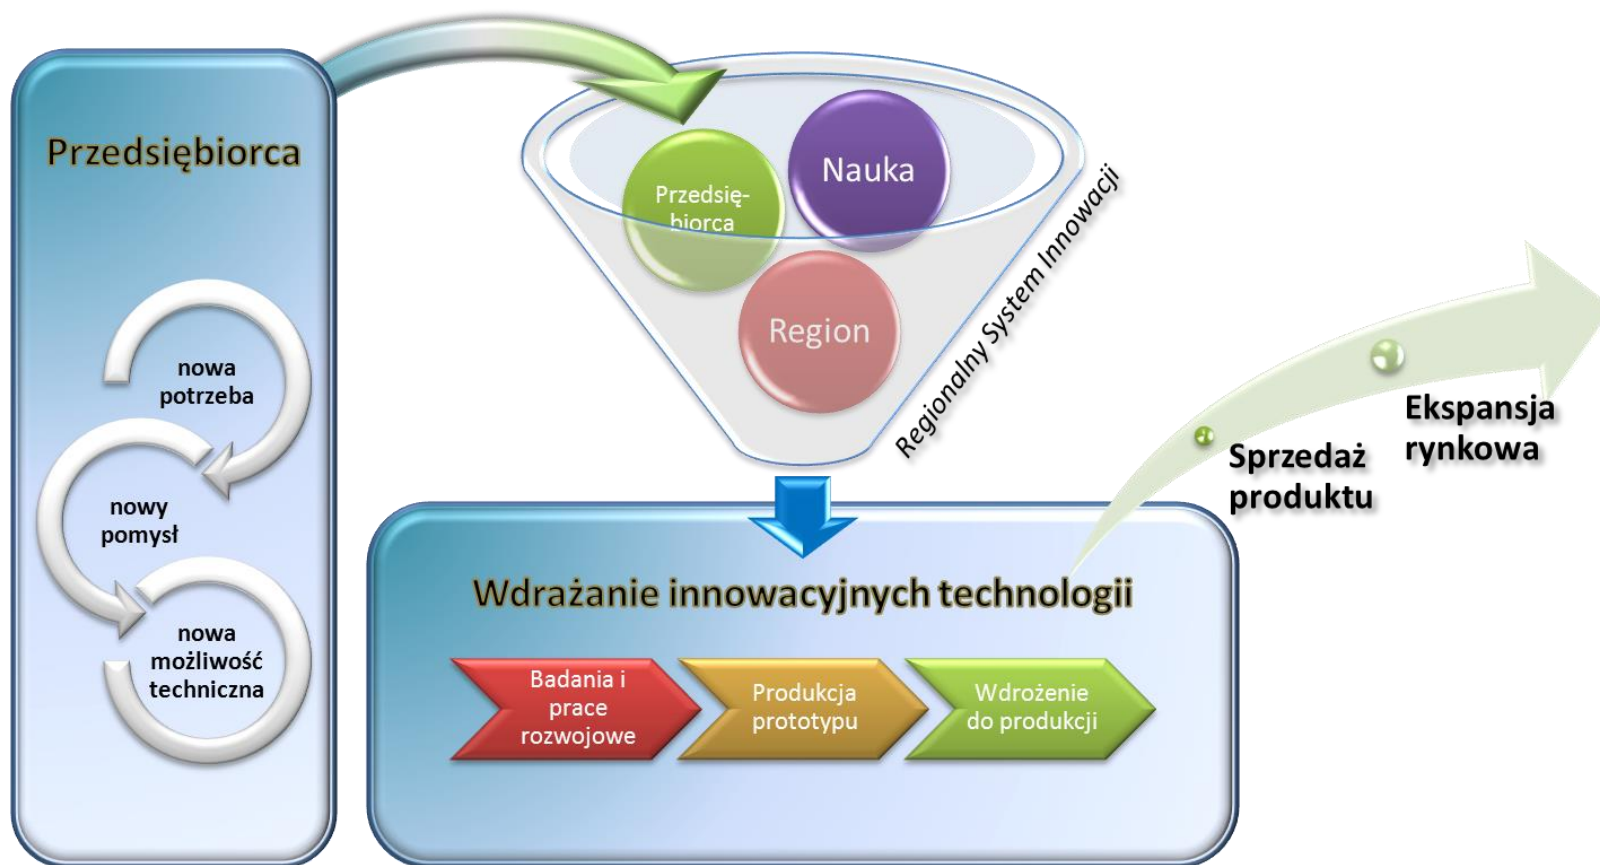 Przedsiębiorca
nowa
potrzeba
nowy
pomysł
nowa
możliwość
techniczna
Przedsię-
biorca
Nauka
Region
Regionalny System Innowacji
Wdrażanie innowacyjnych technologii
Badania i
prace
rozwojowe
Produkcja
prototypu
Wdrożenie
do produkcji
Sprzedaż
produktu
Ekspansja
rynkowa